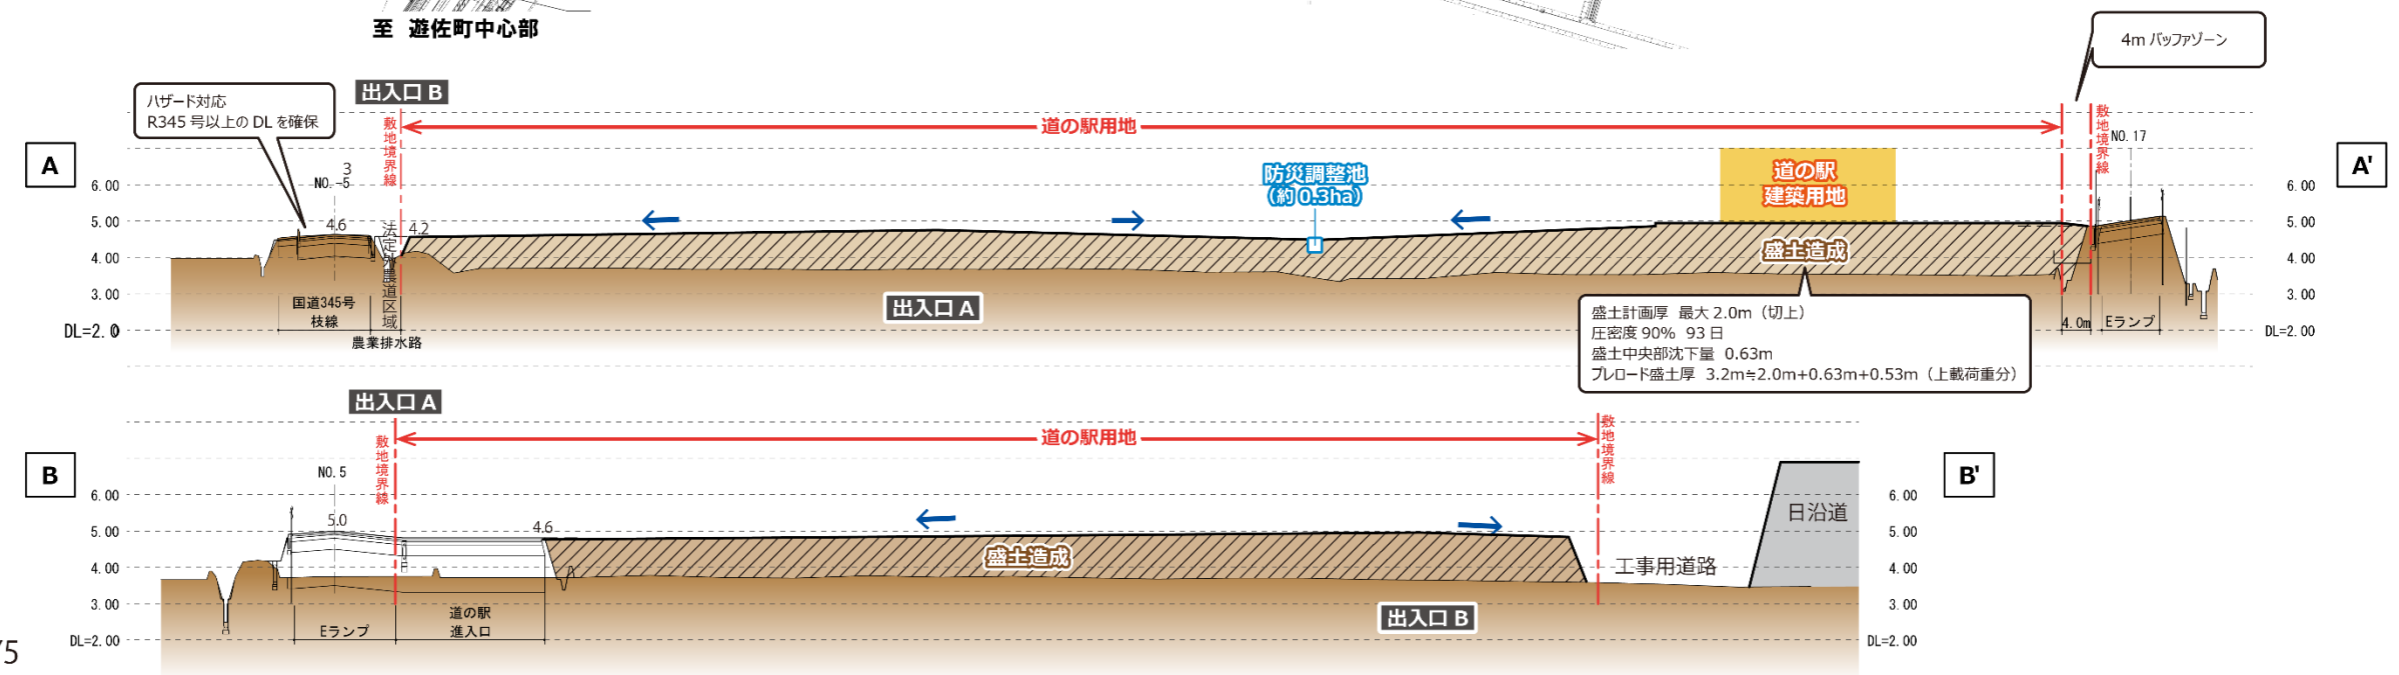 至 遊佐町中心部
4m バッファゾーン
ハザード対応
R345 号以上の DL を確保
出入口 B
敷地境界線
道の駅用地
敷地境界線
NO. 17
A
A'
3
NO. -5
防災調整池
(約 0.3ha)
道の駅
建築用地
6.00
5.00
4.00
3.00
DL=2.00
4.6
法定外農道区域
4.2
盛土造成
6.00
5.00
4.00
3.00
DL=2.00
国道345号
枝線
農業排水路
出入口 A
盛土計画厚 最大 2.0m（切上）
圧密度 90% 93 日
盛土中央部沈下量 0.63m
プレロード盛土厚 3.2m≒2.0m+0.63m+0.53m（上載荷重分）
4.0m
Eランプ
出入口 A
敷地境界線
道の駅用地
敷地境界線
B
B'
NO. 5
6.00
5.00
4.00
3.00
DL=2.00
5.0
4.6
盛土造成
工事用道路
日沿道
6.00
5.00
4.00
3.00
DL=2.00
Eランプ
道の駅
進入口
出入口 B